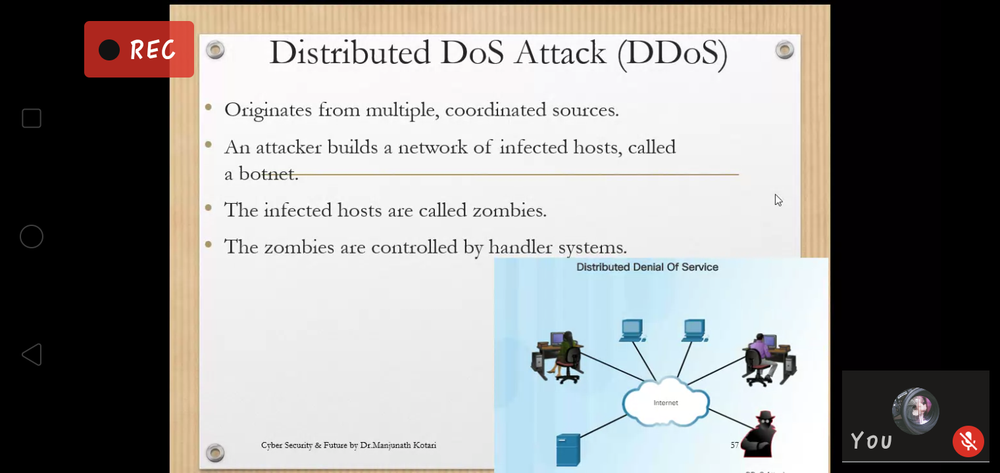 REC
Distributed DoS Attack (DDoS)
• Originates from multiple, coordinated sources.
• An attacker builds a network of infected hosts, called
a botnet.
• The infected hosts are called zombies.
• The zombies are controlled by handler systems.
Distributed Denial Of Service
Internet
Cyber Security & Future by Dr.Manjunath Kotari
57
You